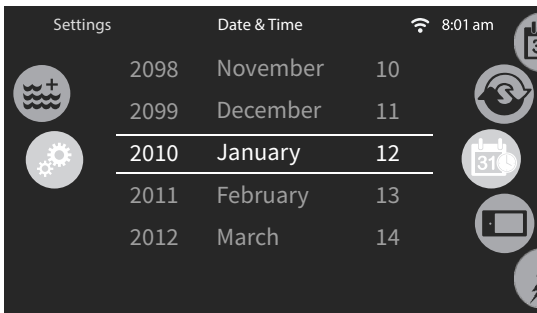 Settings Date & Time 8:01 am
2098 November 10
2099 December 11
2010 January 12
2011 February 13
2012 March 14
31